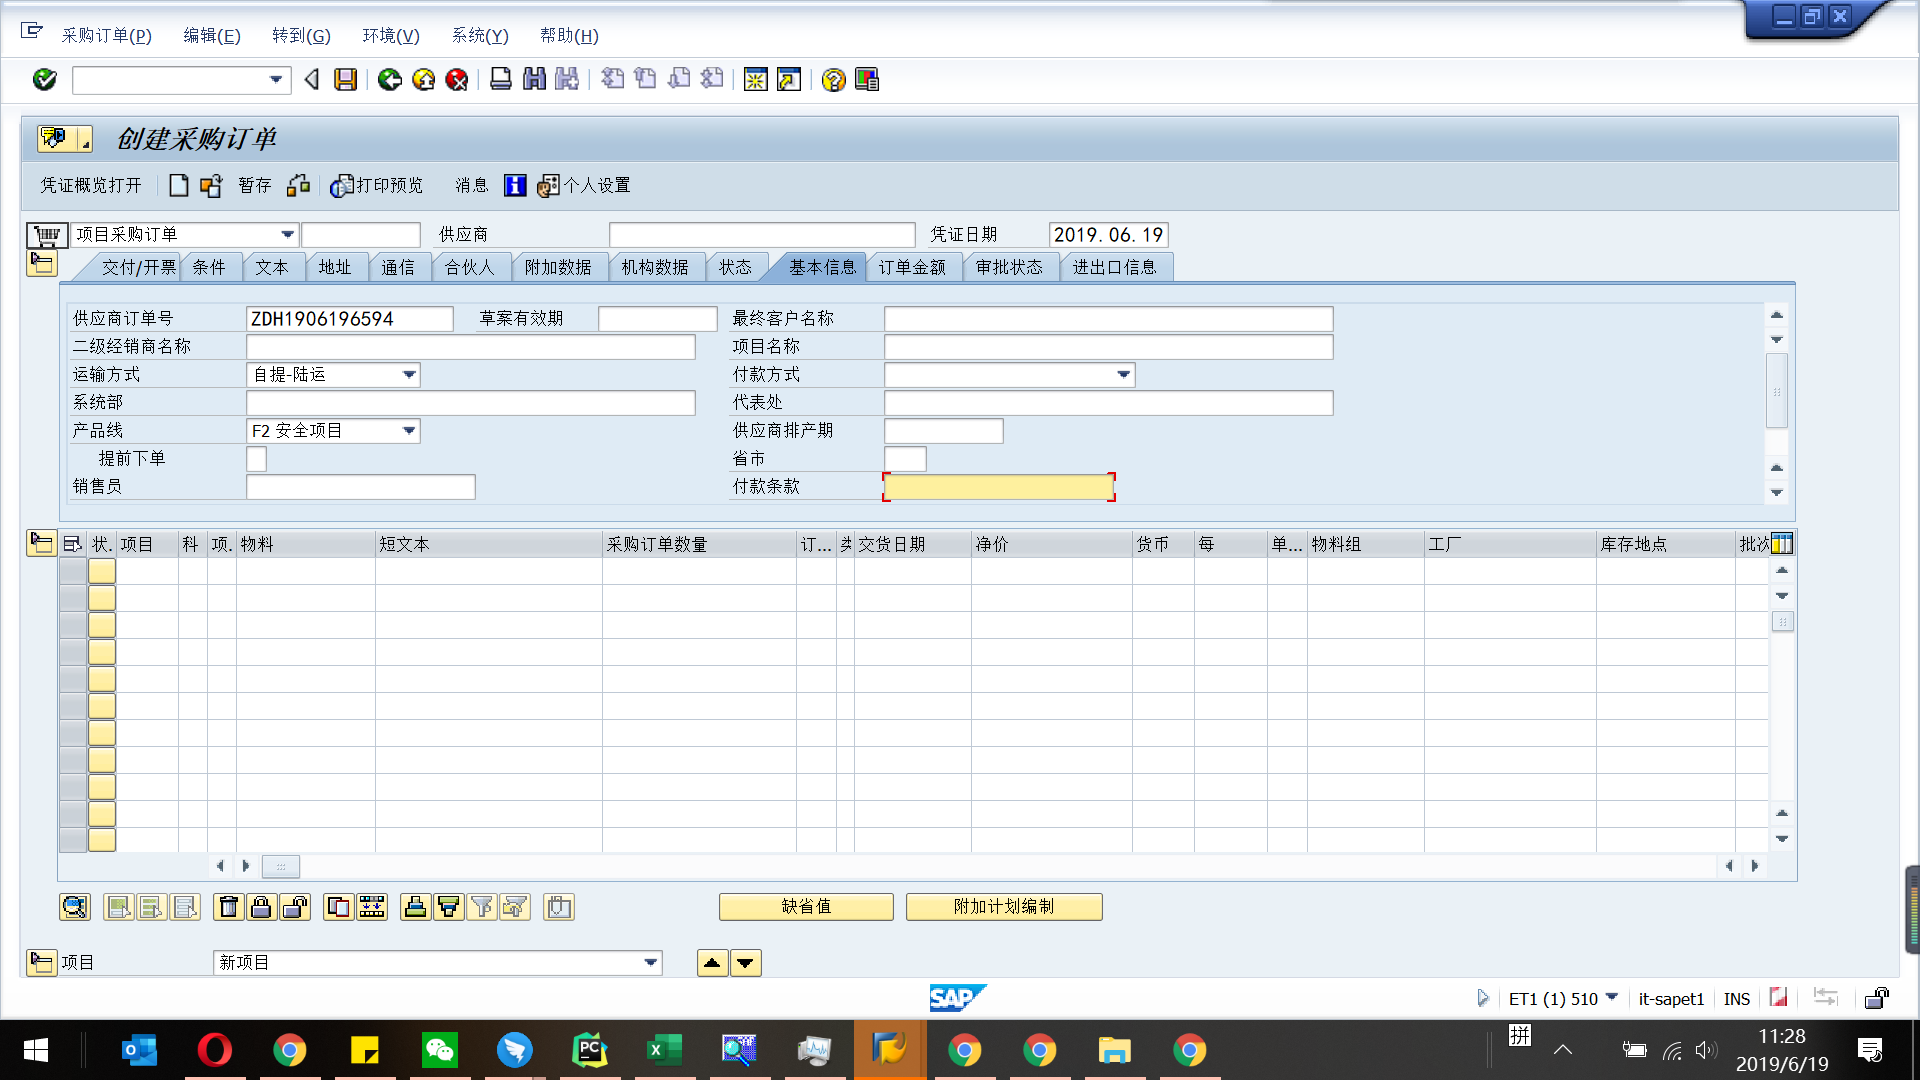 采购订单(P) 编辑(E) 转到(G) 环境(V) 系统(Y) 帮助(H)
创建采购订单
凭证概览打开 暂存 打印预览 消息 个人设置
项目采购订单 供应商 凭证日期 2019.06.19
交付/开票 条件 文本 地址 通信 合伙人 附加数据 机构数据 状态 基本信息 订单金额 审批状态 进出口信息
供应商订单号 ZDH1906196594 草案有效期 最终客户名称
二级经销商名称 项目名称
运输方式 自提-陆运 付款方式
系统部 代表处
产品线 F2 安全项目 供应商排产期
提前下单 省市
销售员 付款条款
状. 项目 科 项. 物料 短文本 采购订单数量 订... 交货日期 净价 货币 每 单... 物料组 工厂 库存地点 批次
缺省值 附加计划编制
项目 新项目
SAP ET1 (1) 510 it-sapet1 INS
拼 11:28
2019/6/19